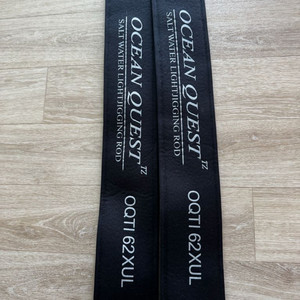 OCEAN QUEST TZ
SALT WATER LIGHTJIGGING ROD
OQTI 62XUL
OCEAN QUEST TZ
SALT WATER LIGHTJIGGING ROD
OQTI 62XUL